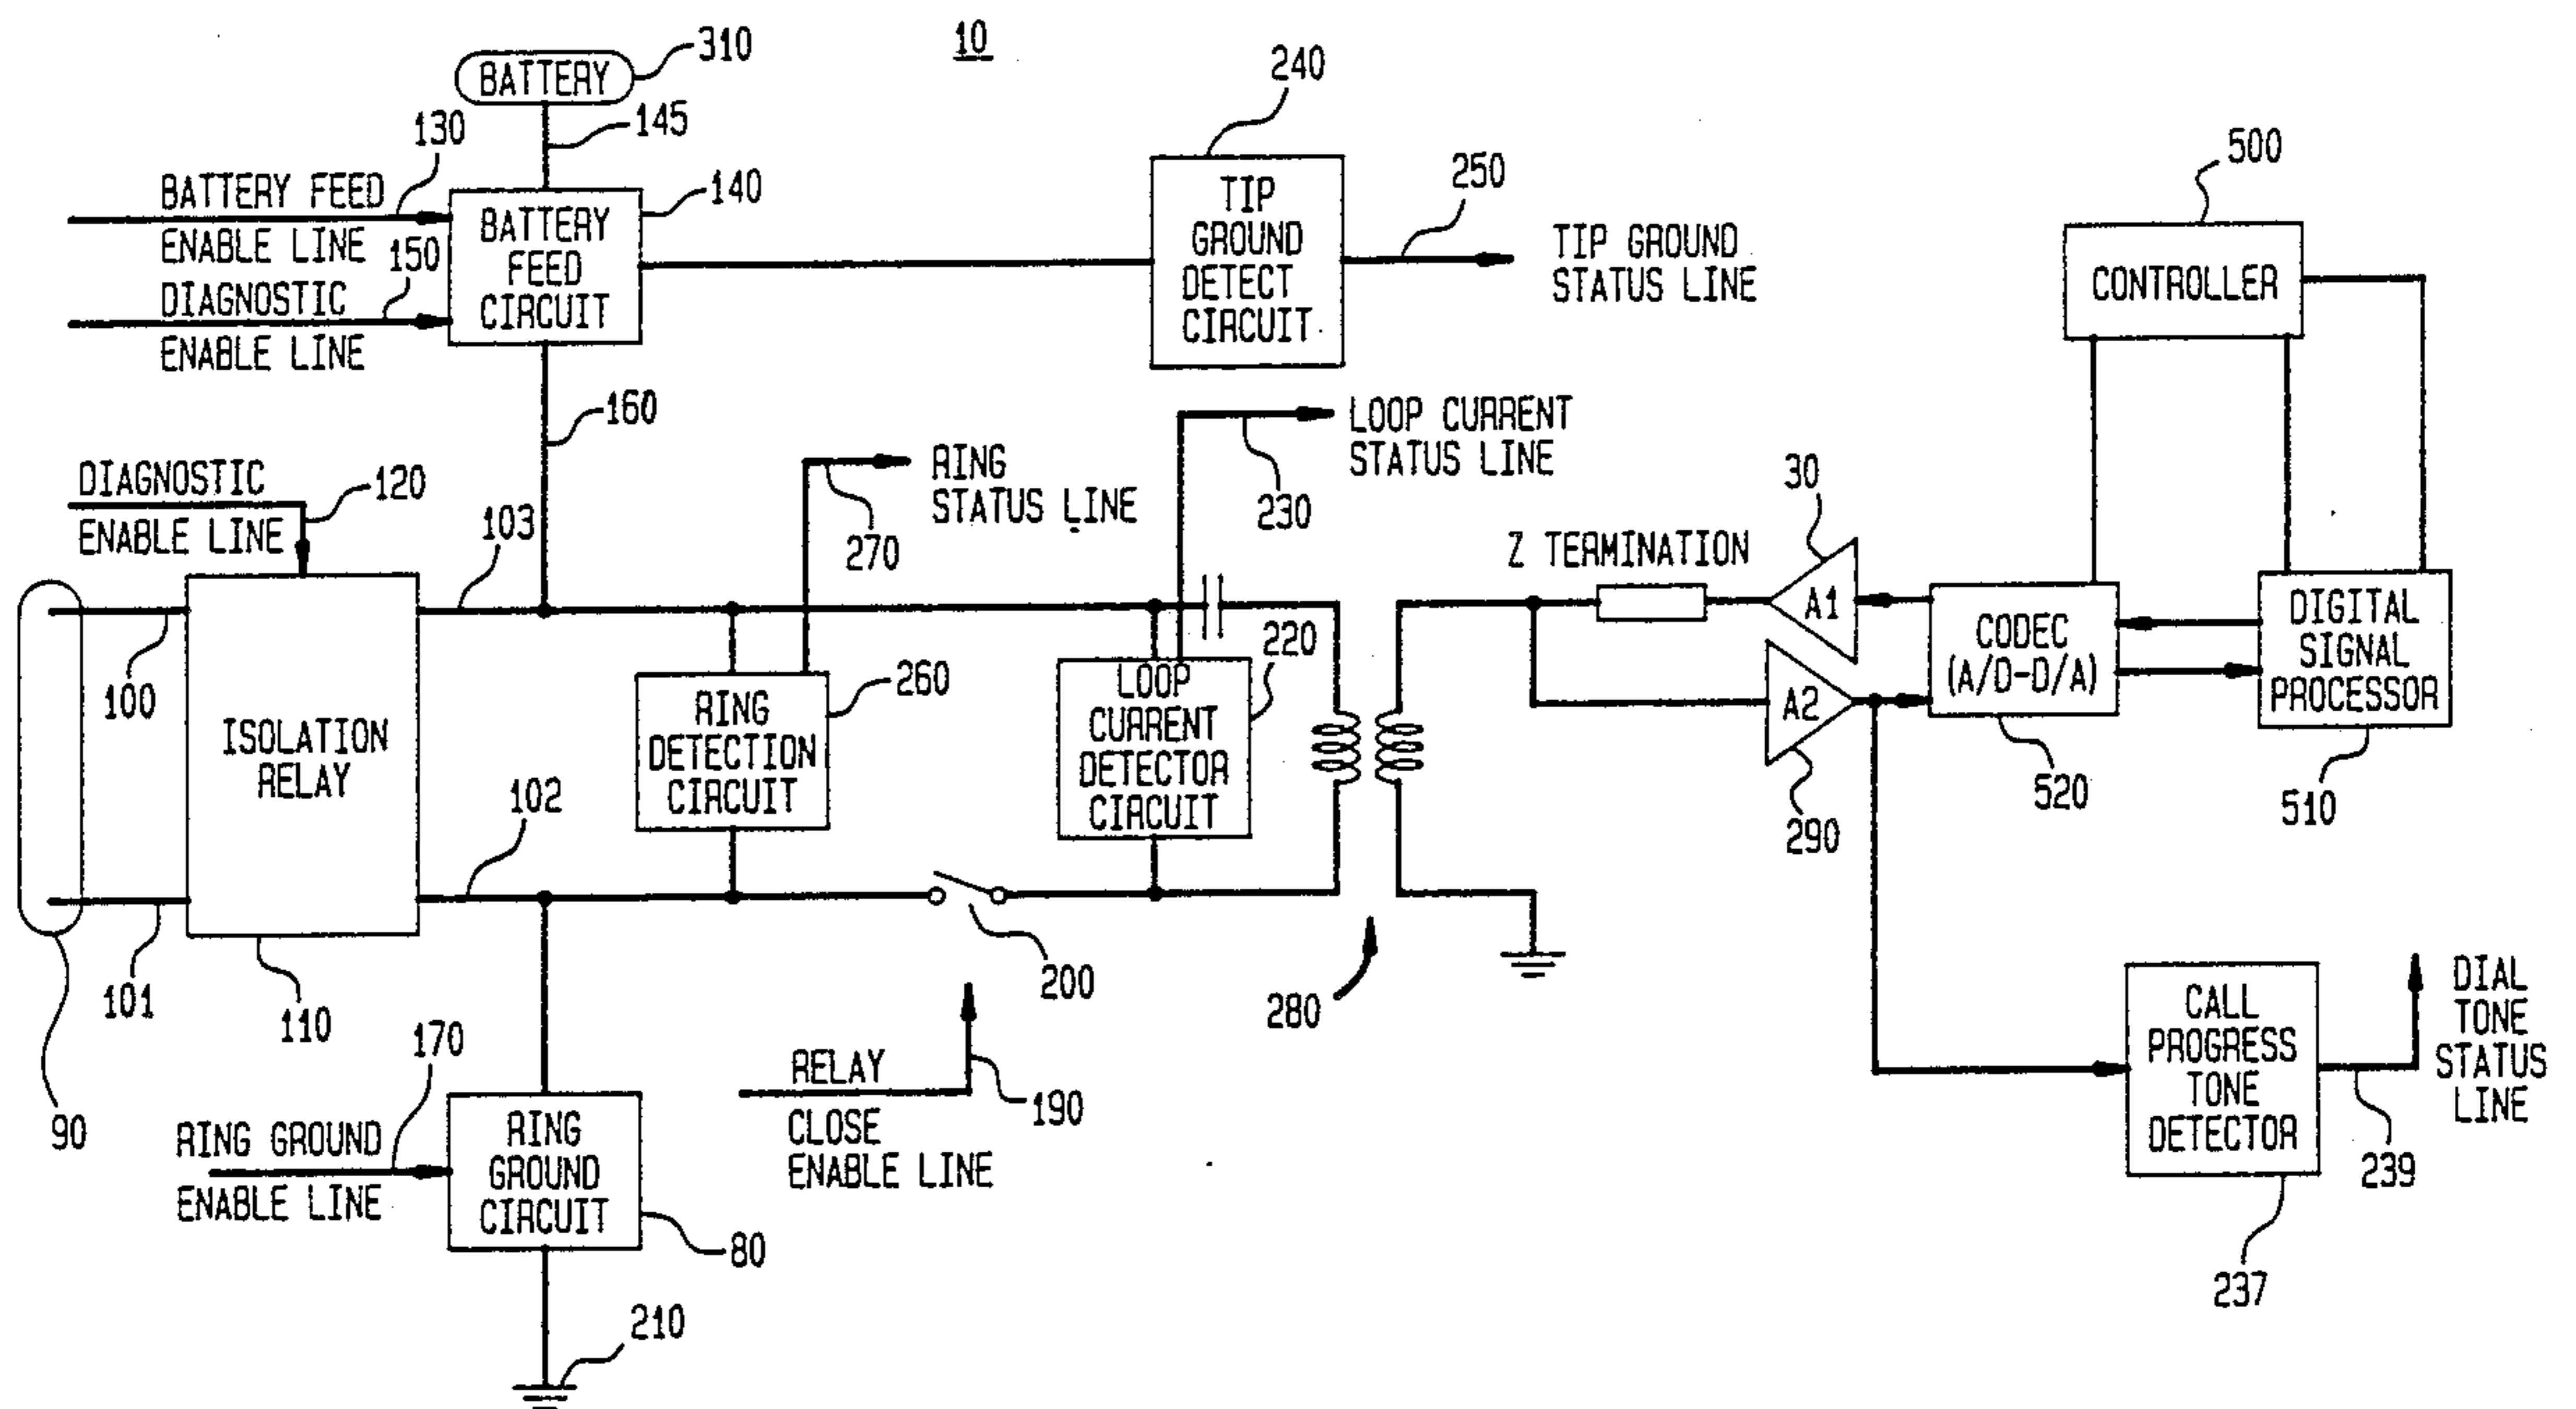 10
BATTERY
310
145
130
BATTERY FEED
ENABLE LINE
150
DIAGNOSTIC
ENABLE LINE
BATTERY
FEED
CIRCUIT
140
160
240
TIP
GROUND
DETECT
CIRCUIT
250
TIP GROUND
STATUS LINE
500
CONTROLLER
LOOP CURRENT
STATUS LINE
230
RING
STATUS LINE
270
DIAGNOSTIC
ENABLE LINE
120
103
100
ISOLATION
RELAY
RING
DETECTION
CIRCUIT
260
LOOP
CURRENT
DETECTOR
CIRCUIT
220
Z TERMINATION
30
A1
A2
290
CODEC
(A/D-D/A)
520
DIGITAL
SIGNAL
PROCESSOR
510
102
101
110
90
200
280
RELAY
CLOSE
ENABLE LINE
190
170
RING GROUND
ENABLE LINE
RING
GROUND
CIRCUIT
80
210
CALL
PROGRESS
TONE
DETECTOR
237
239
DIAL
TONE
STATUS
LINE